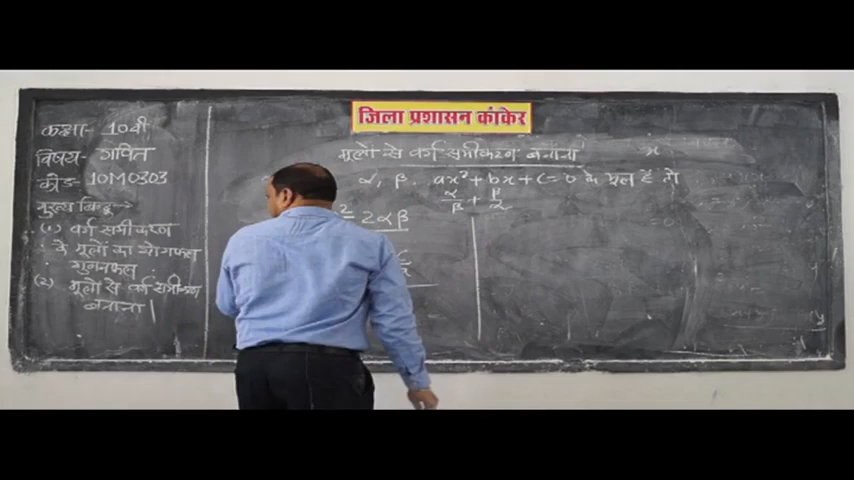 जिला प्रशासन कांकेर
कक्षा- 10वी
विषय- गणित
कोड- 10M0303
मुख्य बिन्दु→
(1) वर्ग समीकरण
के मूलों का योगफल
गुणनफल
(2) मूलों से वर्ग समीकरण
बनाना
मूलों से वर्ग समीकरण बनाना
α, β. ax²+bx+c=0 के मूल हैं तो
α/β + β/α
2αβ